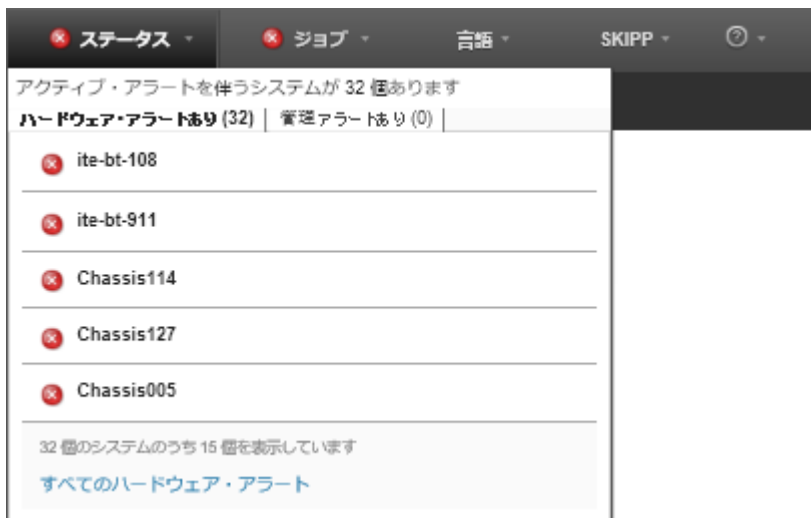 ステータス ジョブ 言語 SKIPP ?
アクティブ・アラートを伴うシステムが 32 個あります
ハードウェア・アラートあり (32) | 管理アラートあり (0) |
ite-bt-108
ite-bt-911
Chassis114
Chassis127
Chassis005
32 個のシステムのうち 15 個を表示しています
すべてのハードウェア・アラート